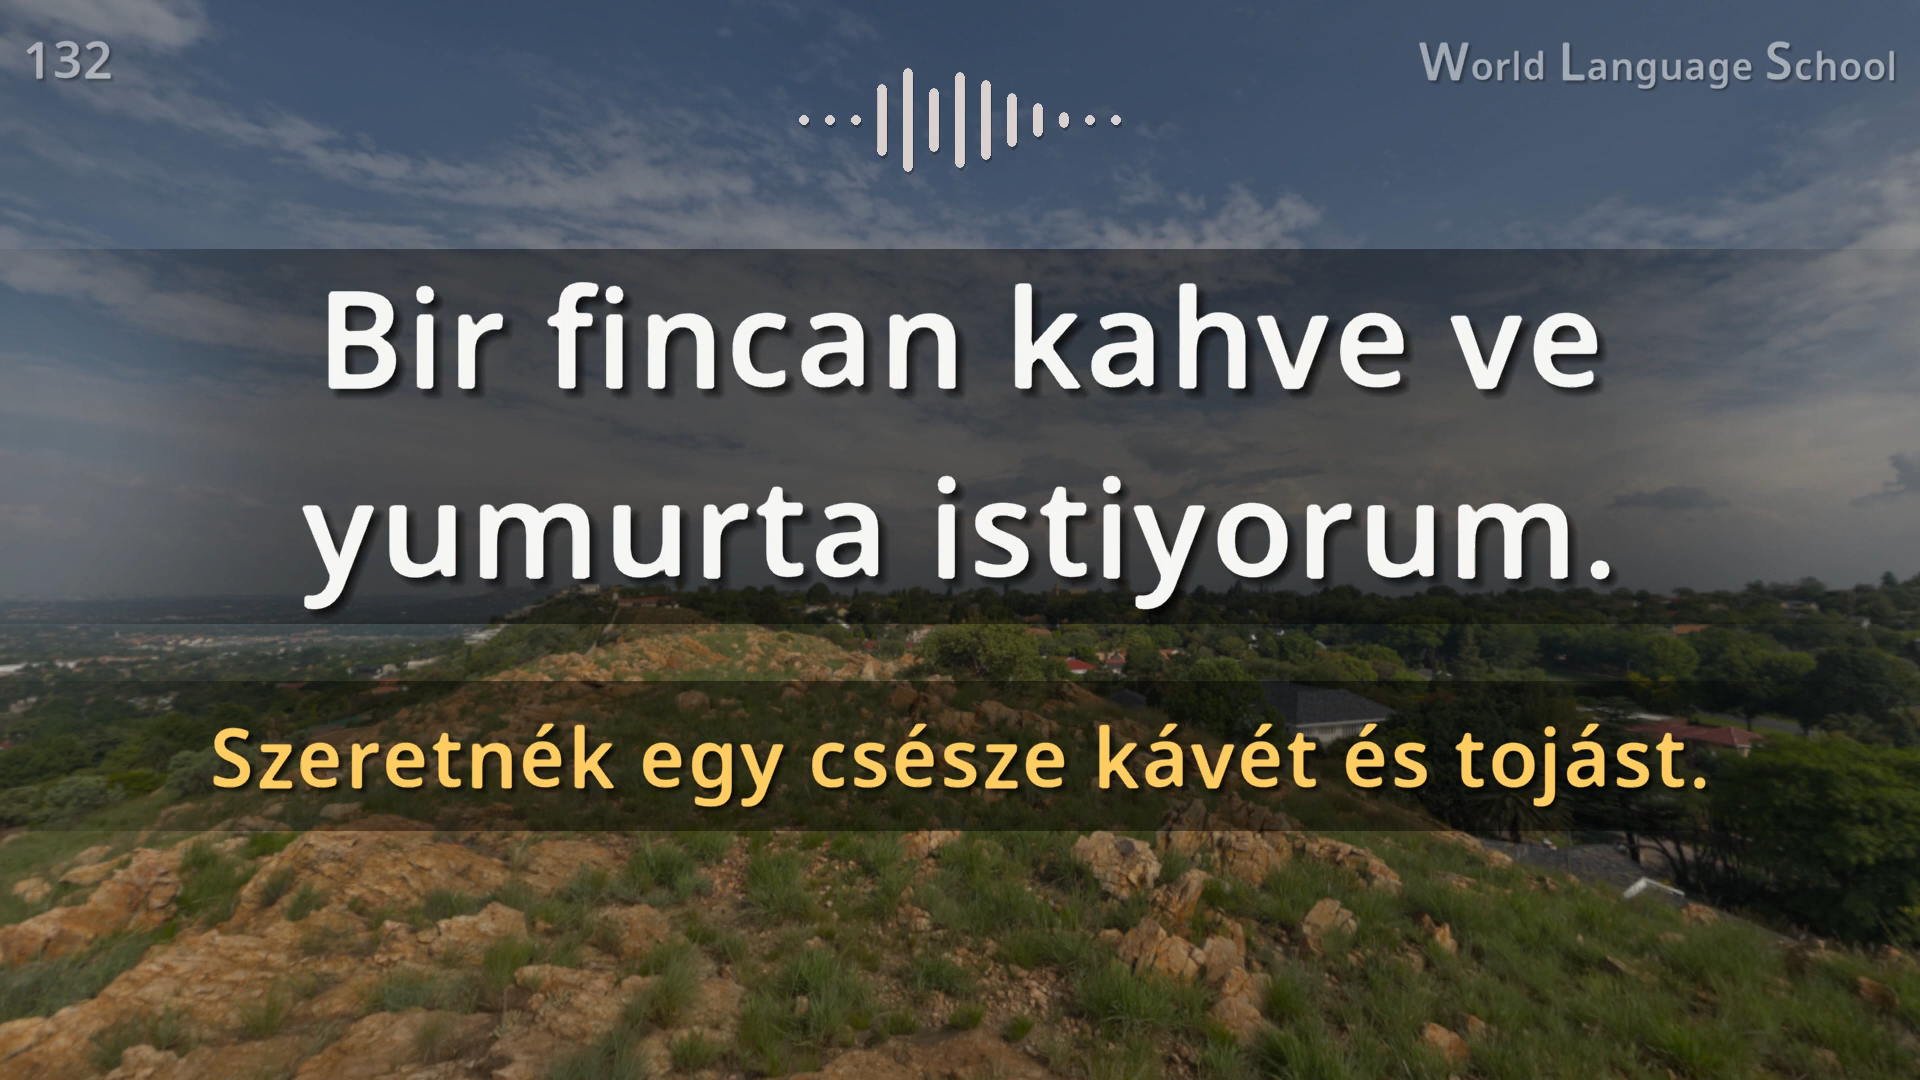 132
World Language School
Bir fincan kahve ve
yumurta istiyorum.
Szeretnék egy csésze kávét és tojást.